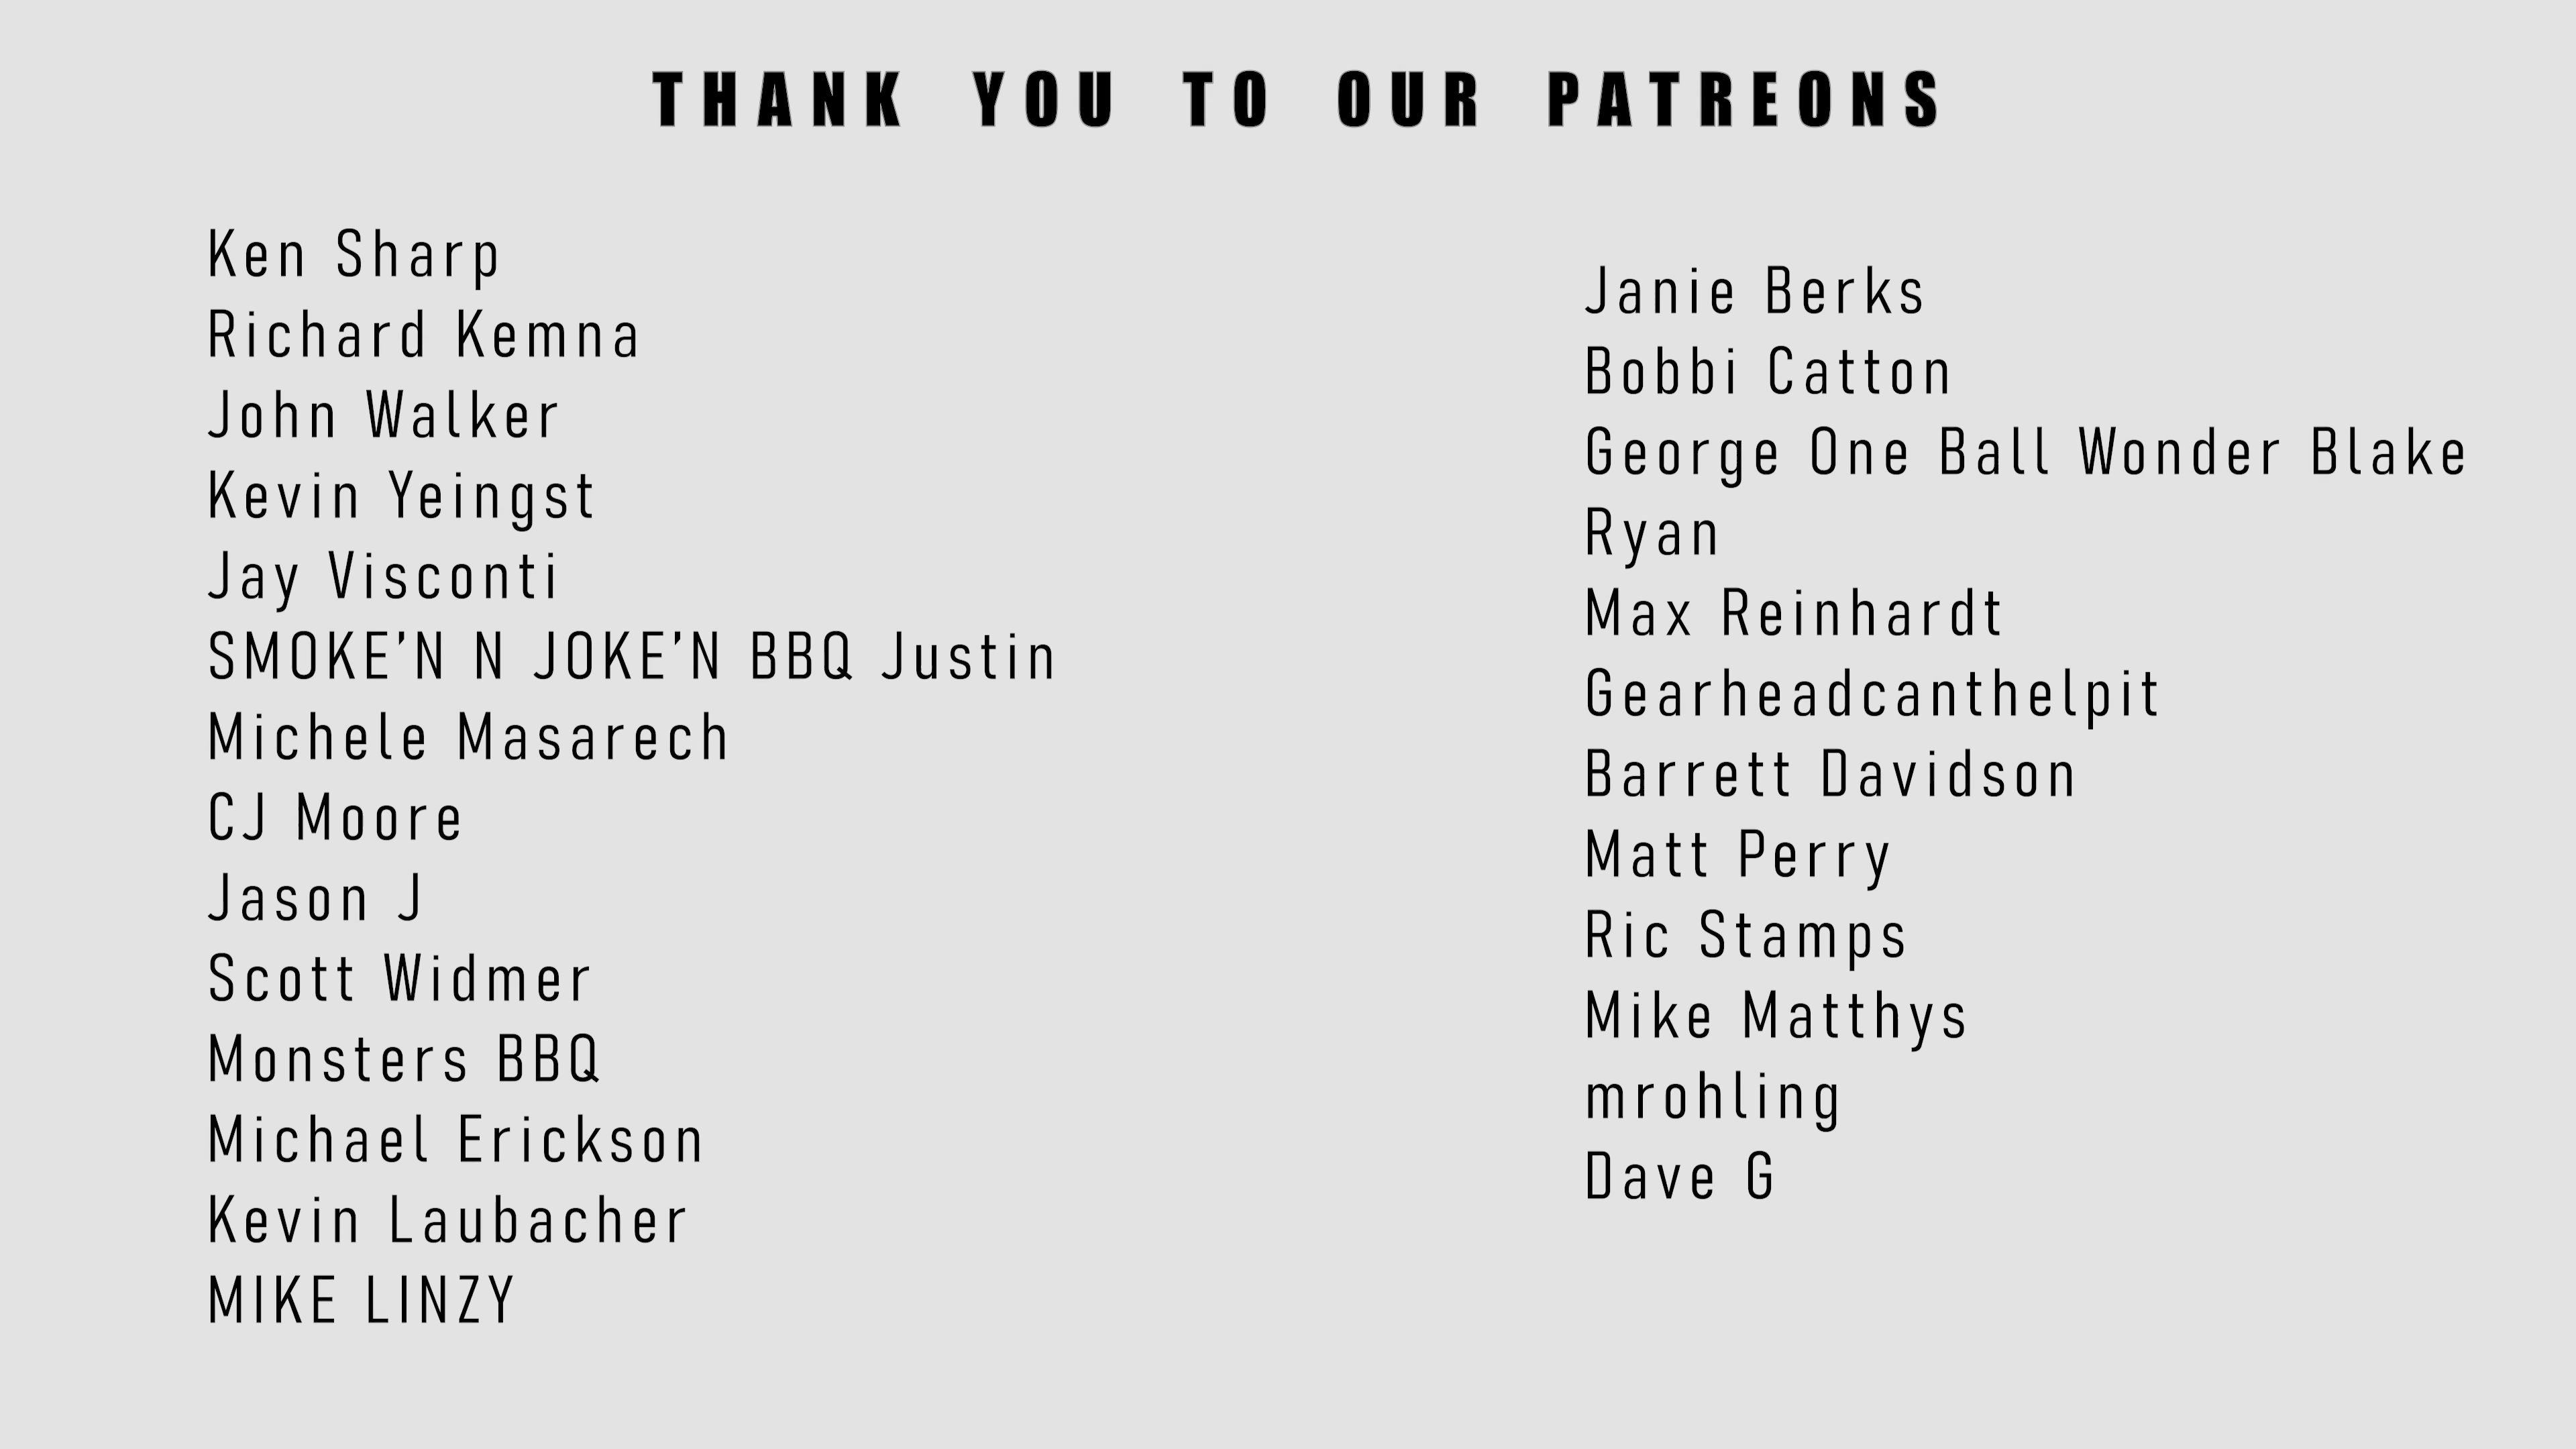 THANK YOU TO OUR PATREONS
Ken Sharp
Richard Kemna
John Walker
Kevin Yeingst
Jay Visconti
SMOKE'N N JOKE'N BBQ Justin
Michele Masarech
CJ Moore
Jason J
Scott Widmer
Monsters BBQ
Michael Erickson
Kevin Laubacher
MIKE LINZY
Janie Berks
Bobbi Catton
George One Ball Wonder Blake
Ryan
Max Reinhardt
Gearheadcanthelpit
Barrett Davidson
Matt Perry
Ric Stamps
Mike Matthys
mrohling
Dave G